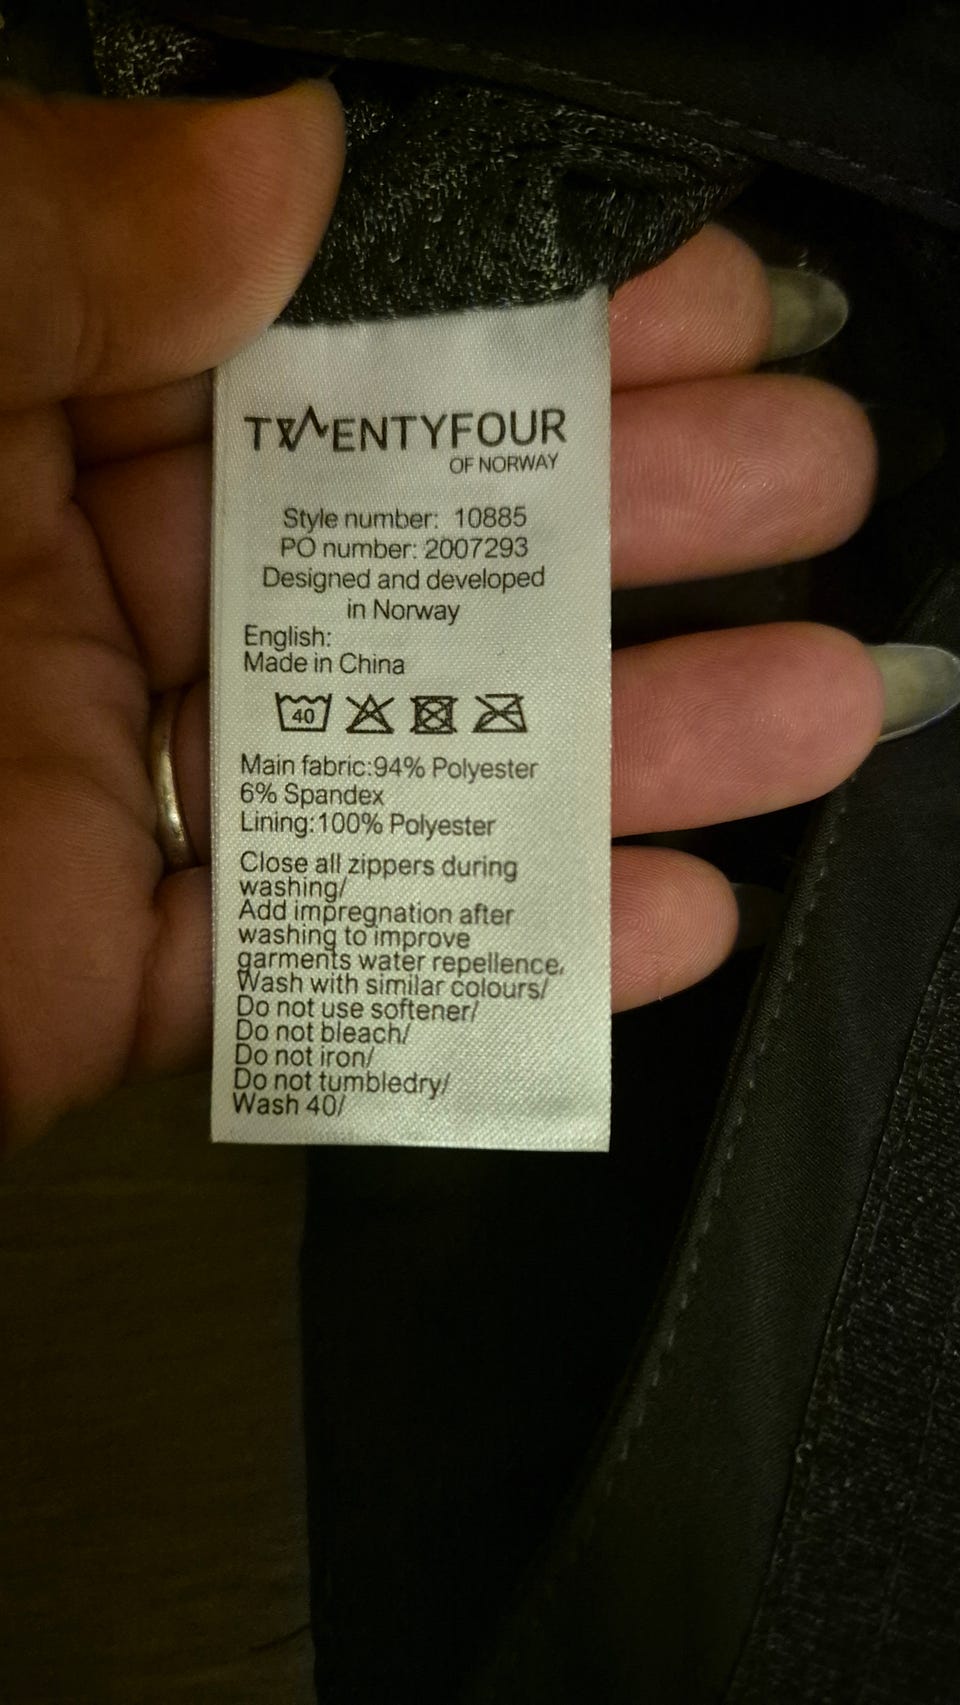 TWENTYFOUR
OF NORWAY
Style number: 10885
PO number: 2007293
Designed and developed
in Norway
English:
Made in China
40
Main fabric:94% Polyester
6% Spandex
Lining:100% Polyester
Close all zippers during
washing/
Add impregnation after
washing to improve
garments water repellence,
Wash with similar colours/
Do not use softener/
Do not bleach/
Do not iron/
Do not tumbledry/
Wash 40/